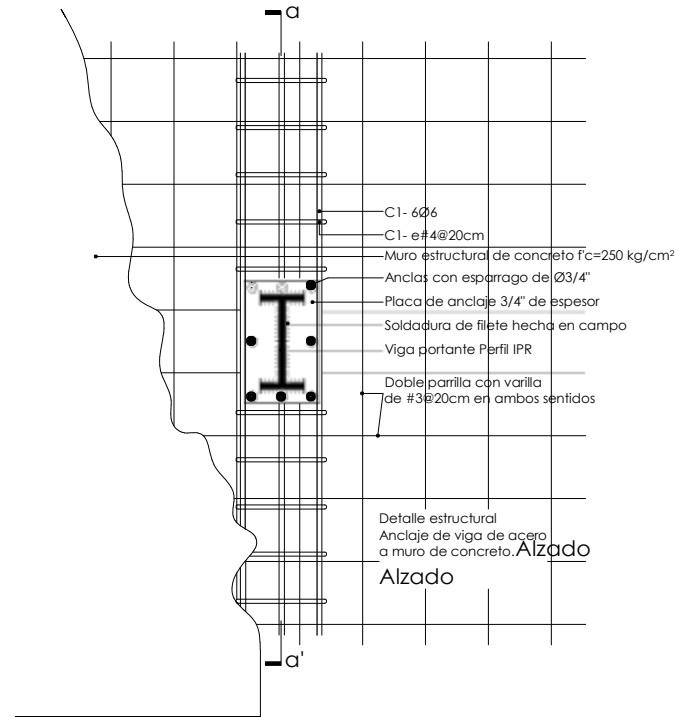 a
C1- 6Ø6
C1- e#4@20cm
Muro estructural de concreto f'c=250 kg/cm²
Anclas con esparrago de Ø3/4"
Placa de anclaje 3/4" de espesor
Soldadura de filete hecha en campo
Viga portante Perfil IPR
Doble parrilla con varilla
de #3@20cm en ambos sentidos
Detalle estructural
Anclaje de viga de acero
a muro de concreto.Alzado
Alzado
a'